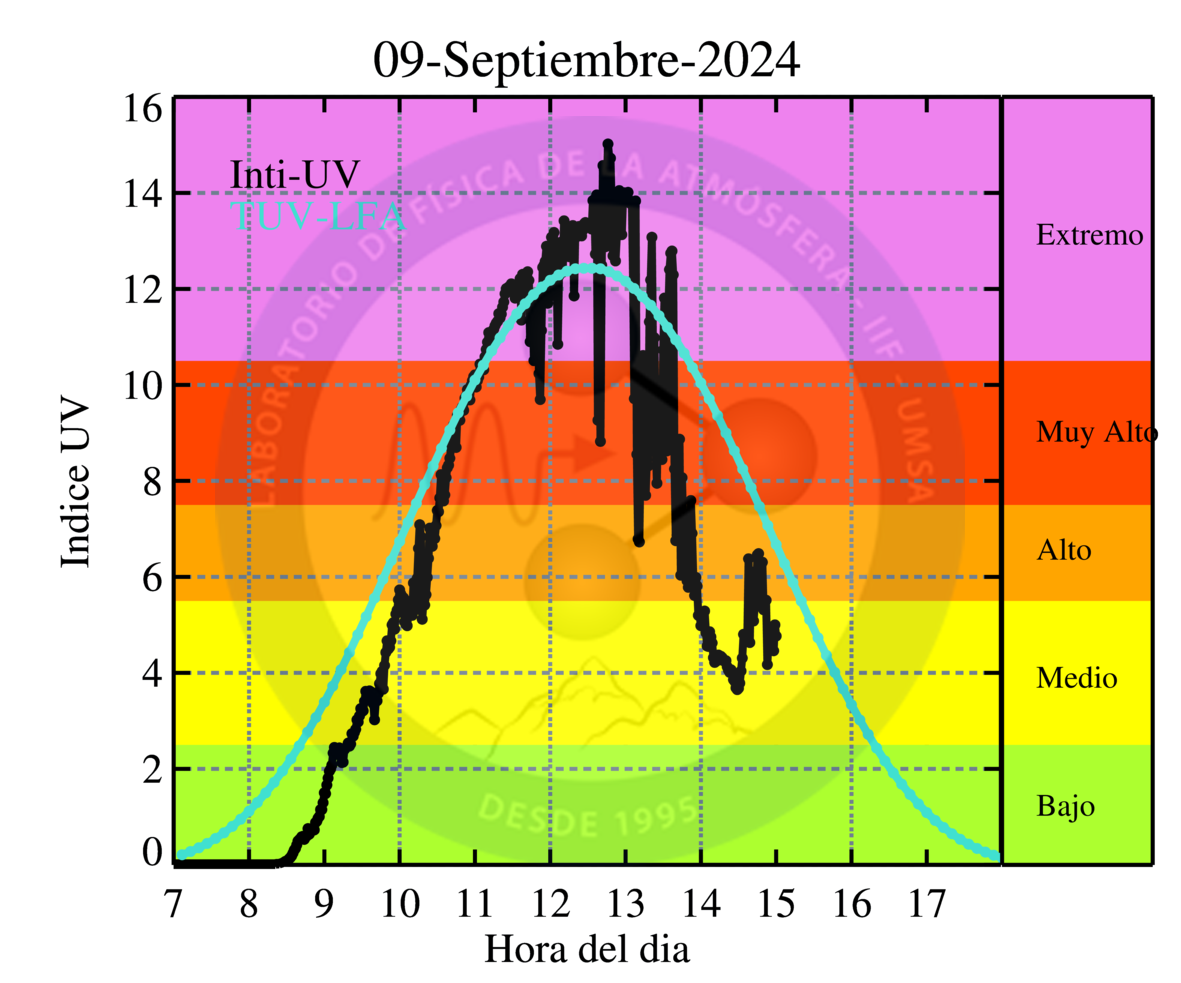 09-Septiembre-2024
Inti-UV
TUV-LFA
LABORATORIO DE FÍSICA DE LA ATMÓSFERA - IIF - UMSA
DESDE 1995
Indice UV
16
14
12
10
8
6
4
2
0
Extremo
Muy Alto
Alto
Medio
Bajo
7 8 9 10 11 12 13 14 15 16 17
Hora del dia